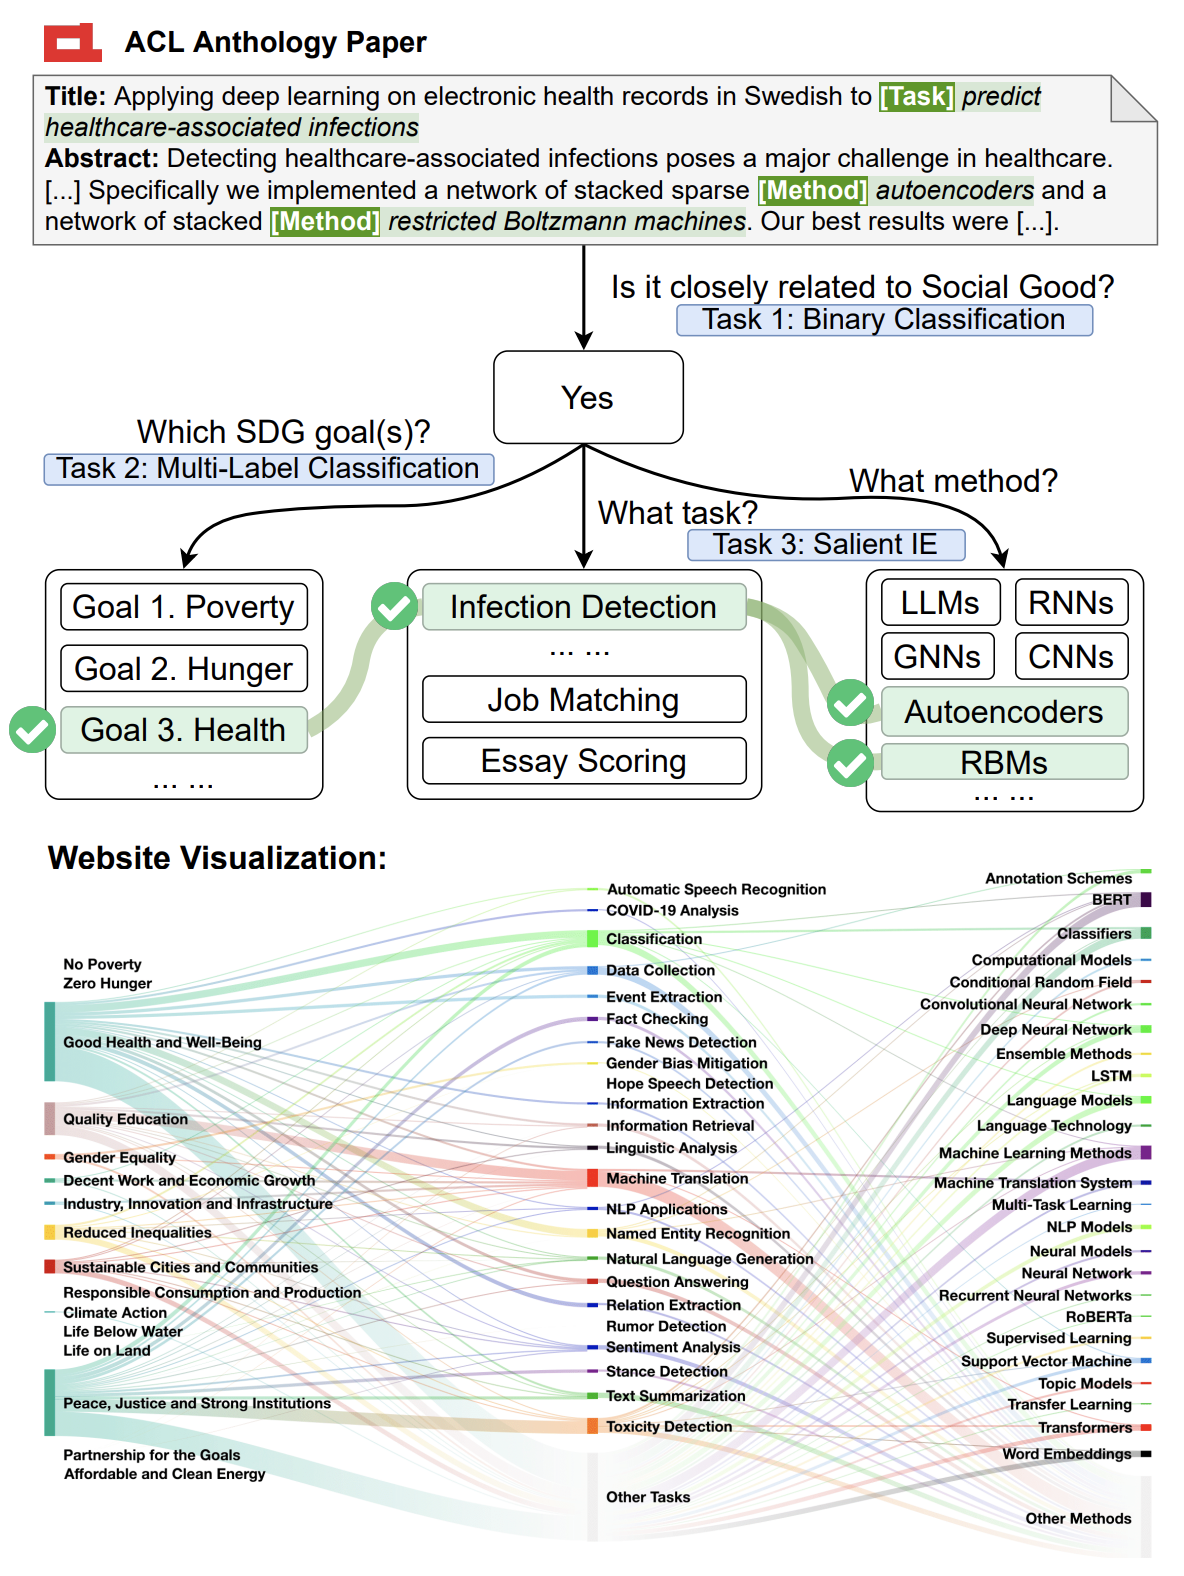 ACL Anthology Paper
Title: Applying deep learning on electronic health records in Swedish to [Task] predict
healthcare-associated infections
Abstract: Detecting healthcare-associated infections poses a major challenge in healthcare.
[...] Specifically we implemented a network of stacked sparse [Method] autoencoders and a
network of stacked [Method] restricted Boltzmann machines. Our best results were [...].
Is it closely related to Social Good?
Task 1: Binary Classification
Yes
Which SDG goal(s)?
Task 2: Multi-Label Classification
What task?
What method?
Task 3: Salient IE
Goal 1. Poverty
Goal 2. Hunger
Goal 3. Health
... ...
Infection Detection
... ...
Job Matching
Essay Scoring
LLMs
RNNs
GNNs
CNNs
Autoencoders
RBMs
... ...
Website Visualization:
No Poverty
Zero Hunger
Good Health and Well-Being
Quality Education
Gender Equality
Decent Work and Economic Growth
Industry, Innovation and Infrastructure
Reduced Inequalities
Sustainable Cities and Communities
Responsible Consumption and Production
Climate Action
Life Below Water
Life on Land
Peace, Justice and Strong Institutions
Partnership for the Goals
Affordable and Clean Energy
Automatic Speech Recognition
COVID-19 Analysis
Classification
Data Collection
Event Extraction
Fact Checking
Fake News Detection
Gender Bias Mitigation
Hope Speech Detection
Information Extraction
Information Retrieval
Linguistic Analysis
Machine Translation
NLP Applications
Named Entity Recognition
Natural Language Generation
Question Answering
Relation Extraction
Rumor Detection
Sentiment Analysis
Stance Detection
Text Summarization
Toxicity Detection
Other Tasks
Annotation Schemes
BERT
Classifiers
Computational Models
Conditional Random Field
Convolutional Neural Network
Deep Neural Network
Ensemble Methods
LSTM
Language Models
Language Technology
Machine Learning Methods
Machine Translation System
Multi-Task Learning
NLP Models
Neural Models
Neural Network
Recurrent Neural Networks
RoBERTa
Supervised Learning
Support Vector Machine
Topic Models
Transfer Learning
Transformers
Word Embeddings
Other Methods